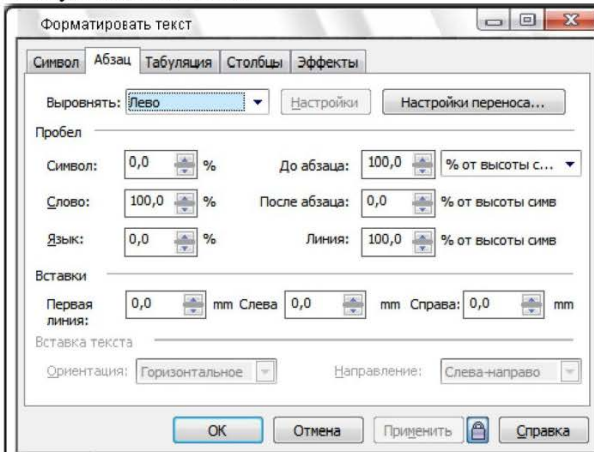 Форматировать текст
Символ Абзац Табуляция Столбцы Эффекты
Выровнять: Лево Настройки Настройки переноса...
Пробел
Символ: 0,0 % До абзаца: 100,0 % от высоты с...
Слово: 100,0 % После абзаца: 0,0 % от высоты симв
Язык: 0,0 % Линия: 100,0 % от высоты симв
Вставки
Первая линия: 0,0 mm Слева 0,0 mm Справа: 0,0 mm
Вставка текста
Ориентация: Горизонтальное Направление: Слева-направо
OK Отмена Применить Справка